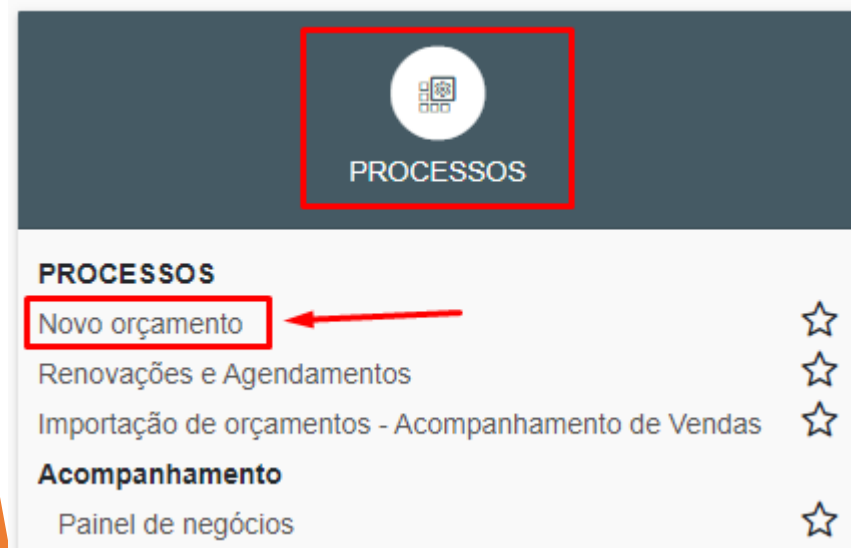 PROCESSOS
PROCESSOS
Novo orçamento
Renovações e Agendamentos
Importação de orçamentos - Acompanhamento de Vendas
Acompanhamento
Painel de negócios